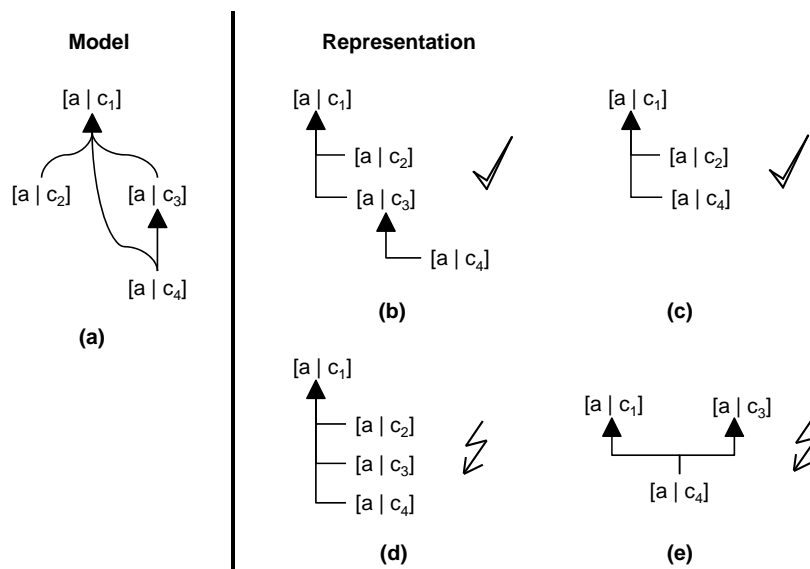 Model
[a | c₁]
[a | c₂] [a | c₃]
[a | c₄]
(a)
Representation
[a | c₁]
[a | c₂]
[a | c₃]
[a | c₄]
(b)
[a | c₁]
[a | c₂]
[a | c₄]
(c)
[a | c₁]
[a | c₂]
[a | c₃]
[a | c₄]
(d)
[a | c₁] [a | c₃]
[a | c₄]
(e)